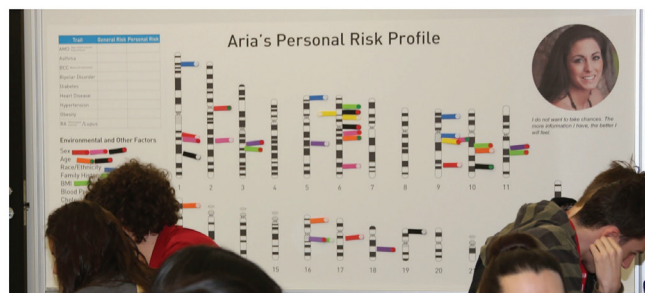 Aria's Personal Risk Profile
Trait General Risk Personal Risk
AMD
Asthma
Bipolar Disorder
Diabetes
Heart Disease
Hypertension
Obesity
I do not want to take chances. The
more information I have, the better I
will feel.
Environmental and Other Factors
Sex
Age
Race/Ethnicity
Family
BMI
Blood
1 2 3 4 5 6 7 8 9 10 11
15 16 17 18 19 20